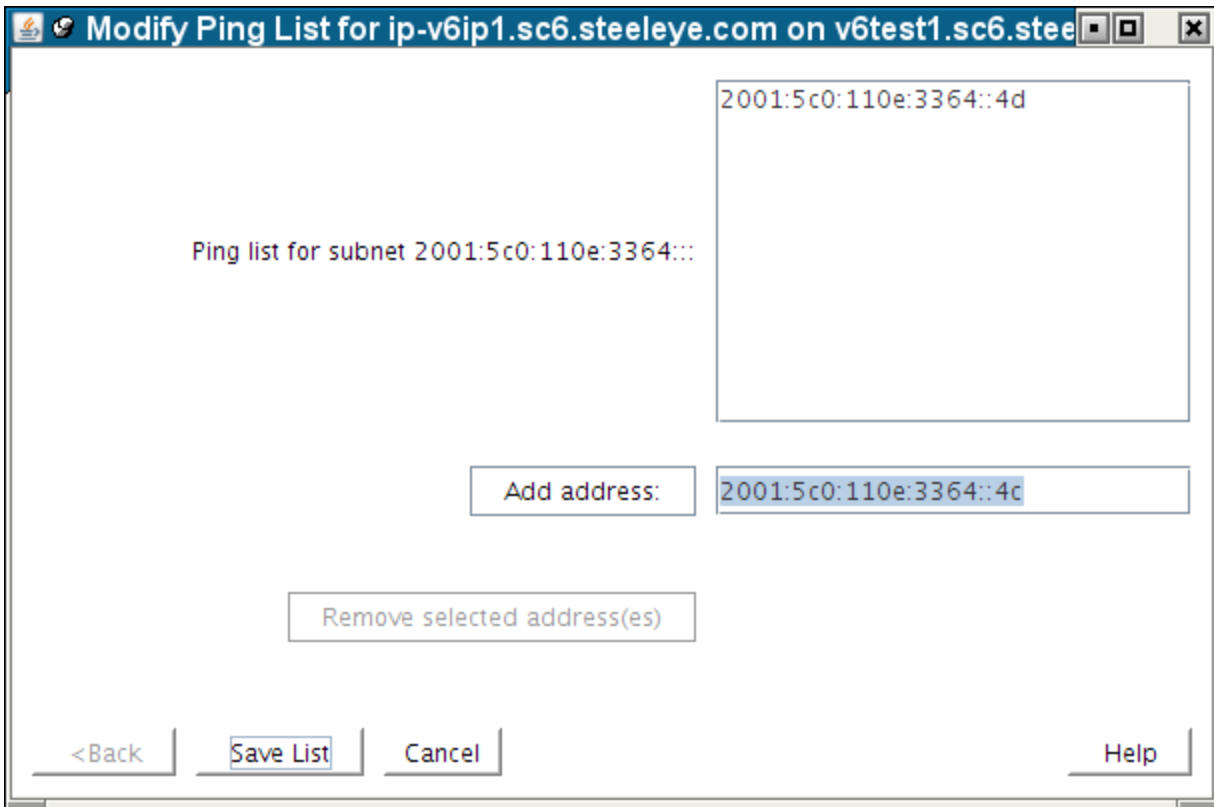 Modify Ping List for ip-v6ip1.sc6.steeleye.com on v6test1.sc6.stee
2001:5c0:110e:3364::4d
Ping list for subnet 2001:5c0:110e:3364:::
Add address:
2001:5c0:110e:3364::4c
Remove selected address(es)
<Back
Save List
Cancel
Help